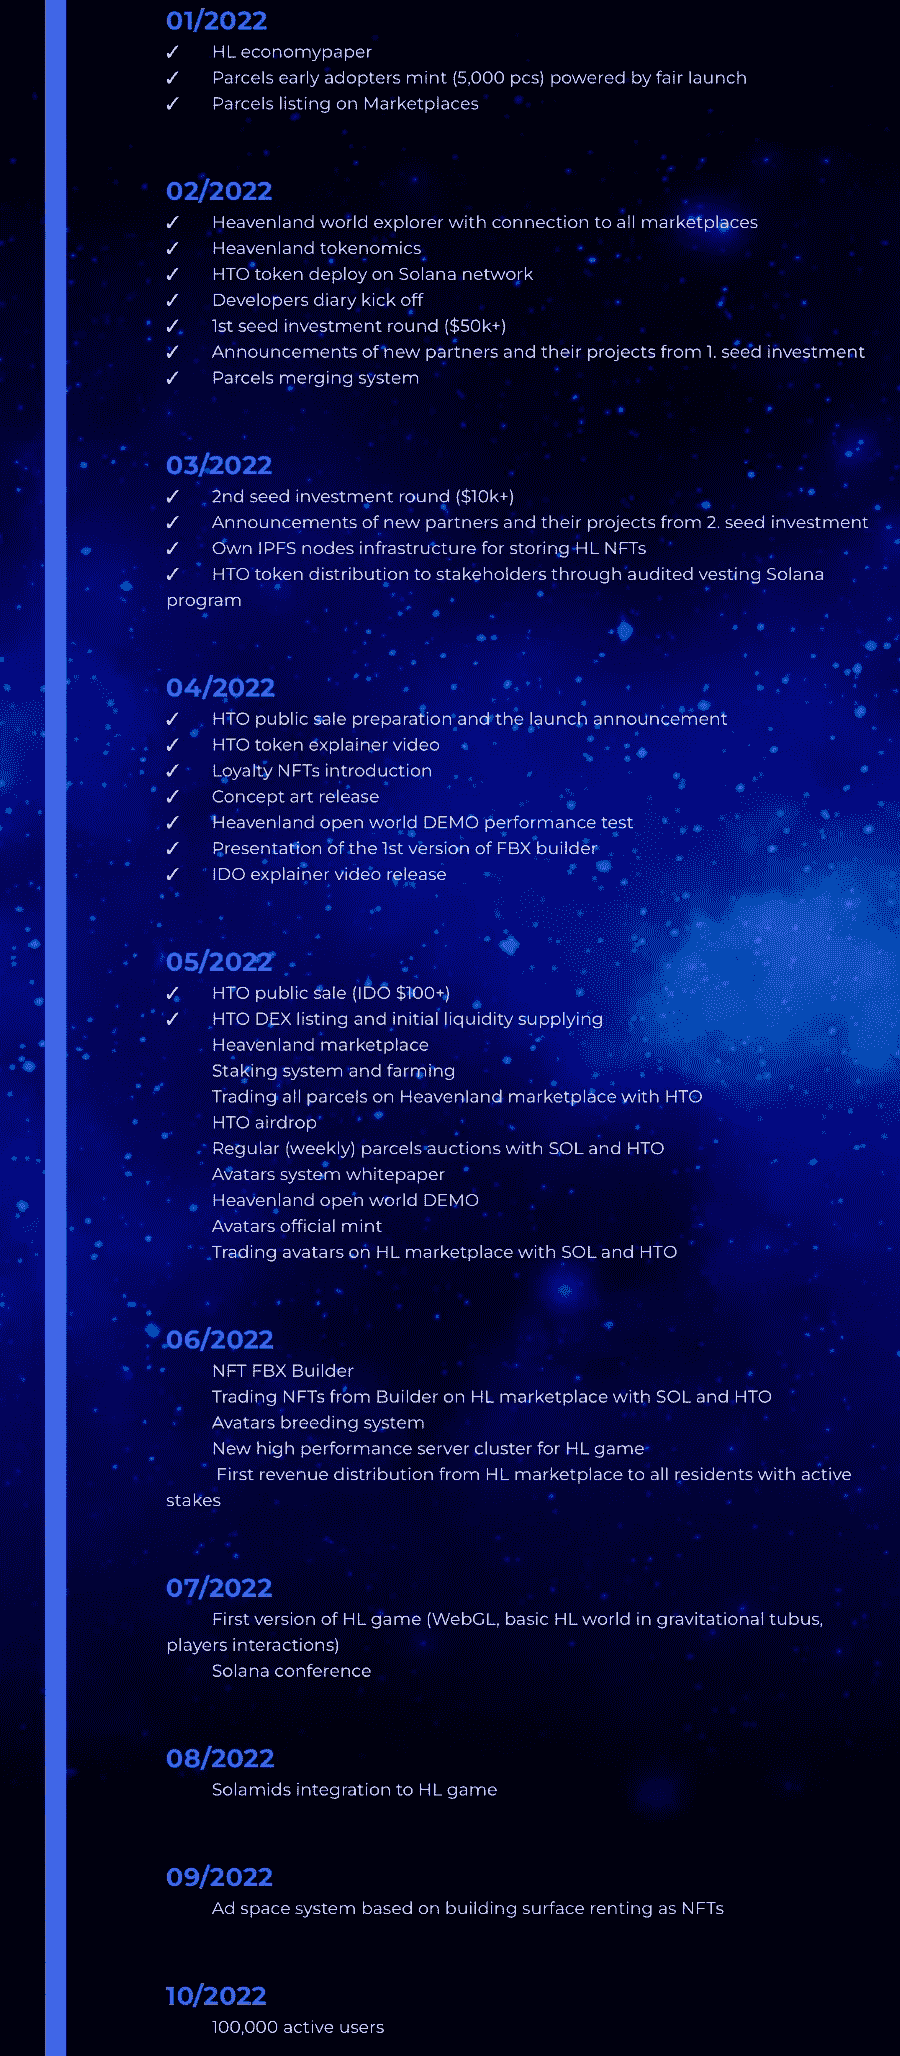 01/2022
✓ HL economypaper
✓ Parcels early adopters mint (5,000 pcs) powered by fair launch
✓ Parcels listing on Marketplaces
02/2022
✓ Heavenland world explorer with connection to all marketplaces
✓ Heavenland tokenomics
✓ HTO token deploy on Solana network
✓ Developers diary kick off
✓ 1st seed investment round ($50k+)
✓ Announcements of new partners and their projects from 1. seed investment
✓ Parcels merging system
03/2022
✓ 2nd seed investment round ($10k+)
✓ Announcements of new partners and their projects from 2. seed investment
✓ Own IPFS nodes infrastructure for storing HL NFTs
✓ HTO token distribution to stakeholders through audited vesting Solana
program
04/2022
✓ HTO public sale preparation and the launch announcement
✓ HTO token explainer video
✓ Loyalty NFTs introduction
✓ Concept art release
✓ Heavenland open world DEMO performance test
✓ Presentation of the 1st version of FBX builder
✓ IDO explainer video release
05/2022
✓ HTO public sale (IDO $100+)
✓ HTO DEX listing and initial liquidity supplying
Heavenland marketplace
Staking system and farming
Trading all parcels on Heavenland marketplace with HTO
HTO airdrop
Regular (weekly) parcels auctions with SOL and HTO
Avatars system whitepaper
Heavenland open world DEMO
Avatars official mint
Trading avatars on HL marketplace with SOL and HTO
06/2022
NFT FBX Builder
Trading NFTs from Builder on HL marketplace with SOL and HTO
Avatars breeding system
New high performance server cluster for HL game
First revenue distribution from HL marketplace to all residents with active
stakes
07/2022
First version of HL game (WebGL, basic HL world in gravitational tubus,
players interactions)
Solana conference
08/2022
Solamids integration to HL game
09/2022
Ad space system based on building surface renting as NFTs
10/2022
100,000 active users